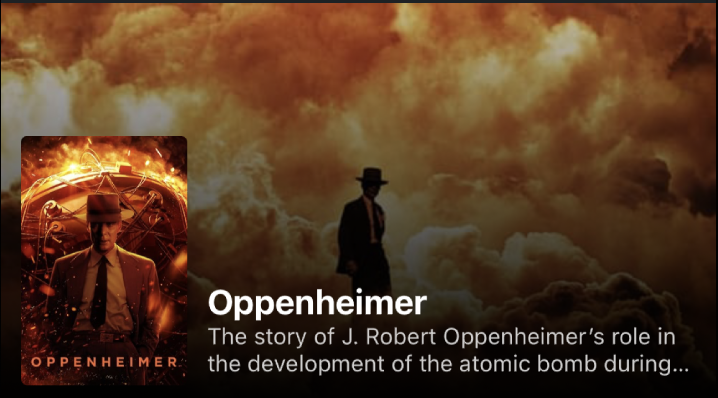 OPPENHEIMER
Oppenheimer
The story of J. Robert Oppenheimer’s role in
the development of the atomic bomb during...